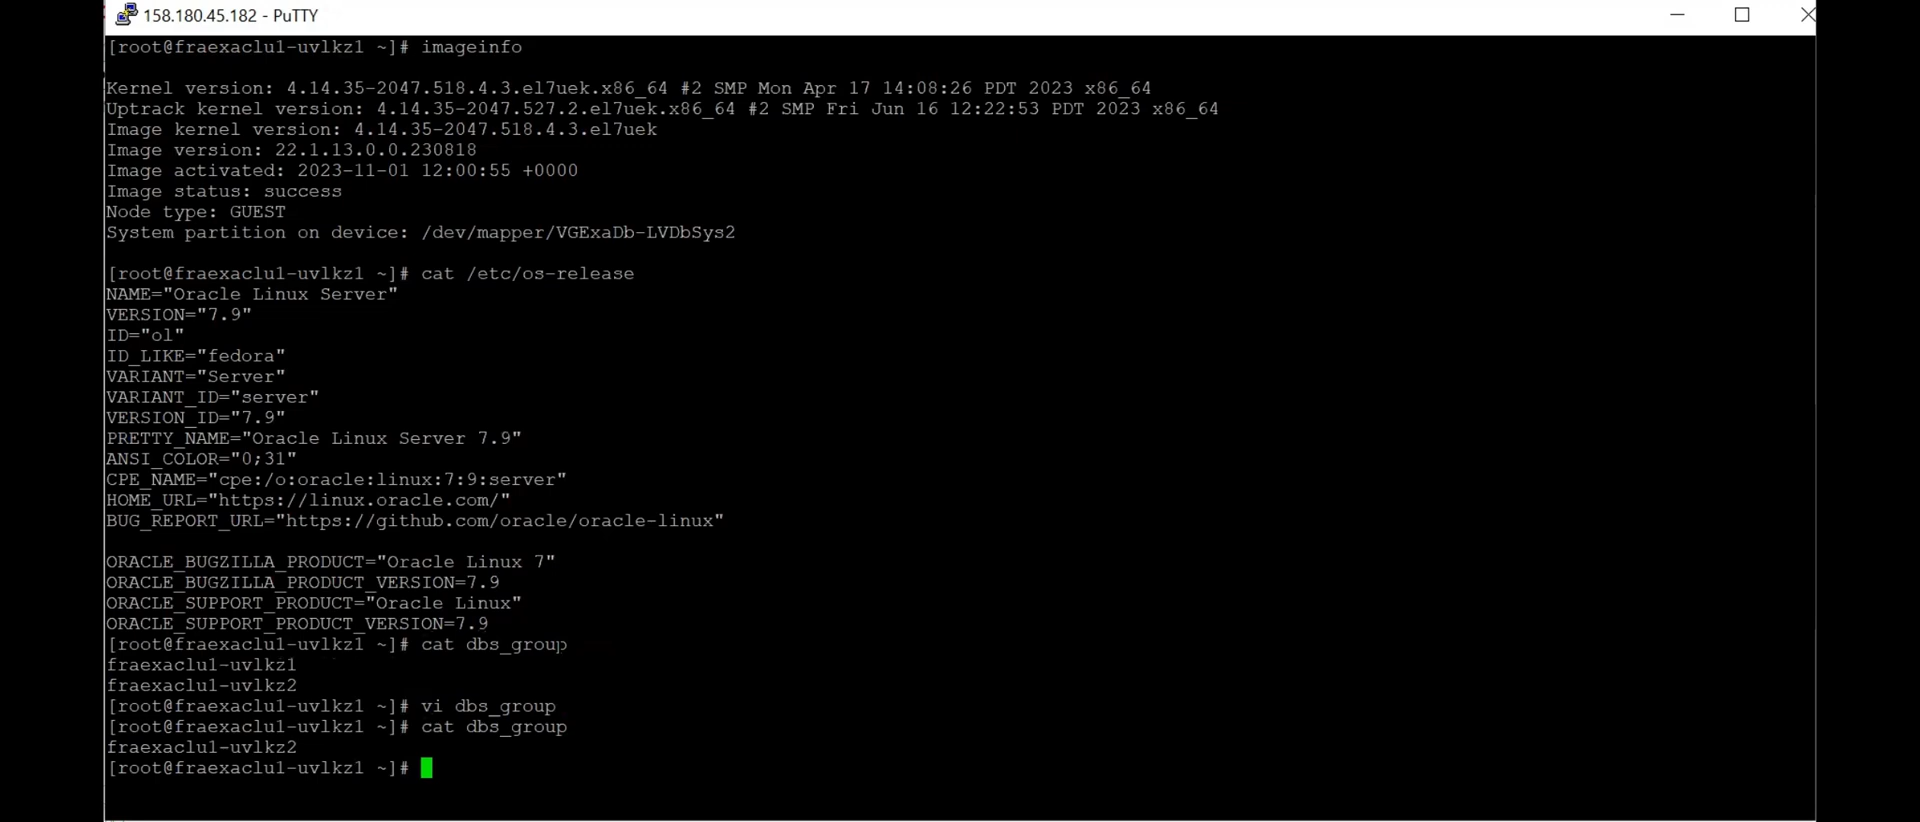 158.180.45.182 - PuTTY
[root@fraexaclu1-uvlkz1 ~]# imageinfo
Kernel version: 4.14.35-2047.518.4.3.el7uek.x86_64 #2 SMP Mon Apr 17 14:08:26 PDT 2023 x86_64
Uptrack kernel version: 4.14.35-2047.527.2.el7uek.x86_64 #2 SMP Fri Jun 16 12:22:53 PDT 2023 x86_64
Image kernel version: 4.14.35-2047.518.4.3.el7uek
Image version: 22.1.13.0.0.230818
Image activated: 2023-11-01 12:00:55 +0000
Image status: success
Node type: GUEST
System partition on device: /dev/mapper/VGExaDb-LVDbSys2
[root@fraexaclu1-uvlkz1 ~]# cat /etc/os-release
NAME="Oracle Linux Server"
VERSION="7.9"
ID="ol"
ID_LIKE="fedora"
VARIANT="Server"
VARIANT_ID="server"
VERSION_ID="7.9"
PRETTY_NAME="Oracle Linux Server 7.9"
ANSI_COLOR="0;31"
CPE_NAME="cpe:/o:oracle:linux:7:9:server"
HOME_URL="https://linux.oracle.com/"
BUG_REPORT_URL="https://github.com/oracle/oracle-linux"
ORACLE_BUGZILLA_PRODUCT="Oracle Linux 7"
ORACLE_BUGZILLA_PRODUCT_VERSION=7.9
ORACLE_SUPPORT_PRODUCT="Oracle Linux"
ORACLE_SUPPORT_PRODUCT_VERSION=7.9
[root@fraexaclu1-uvlkz1 ~]# cat dbs_group
fraexaclu1-uvlkz1
fraexaclu1-uvlkz2
[root@fraexaclu1-uvlkz1 ~]# vi dbs_group
[root@fraexaclu1-uvlkz1 ~]# cat dbs_group
fraexaclu1-uvlkz2
[root@fraexaclu1-uvlkz1 ~]#